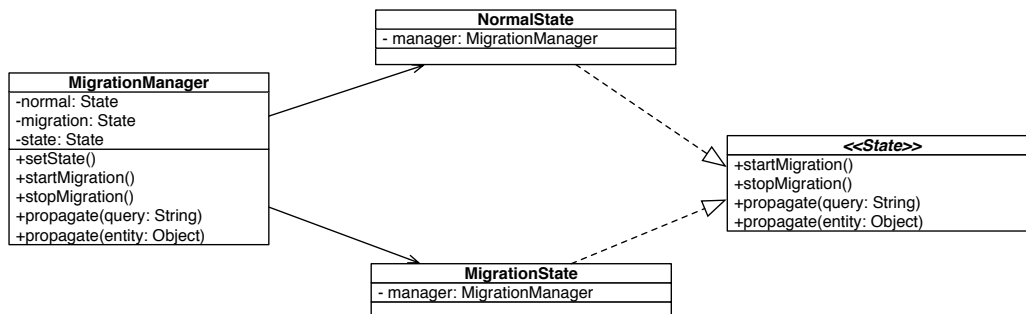 NormalState
- manager: MigrationManager
MigrationManager
-normal: State
-migration: State
-state: State
+setState()
+startMigration()
+stopMigration()
+propagate(query: String)
+propagate(entity: Object)
<<State>>
+startMigration()
+stopMigration()
+propagate(query: String)
+propagate(entity: Object)
MigrationState
- manager: MigrationManager